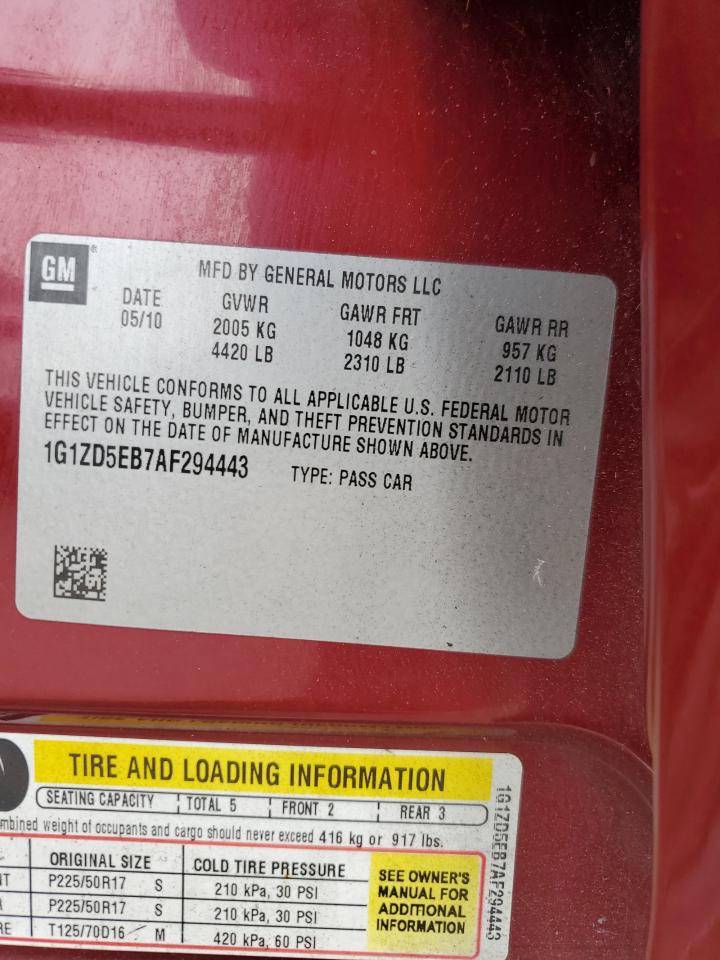 GM
MFD BY GENERAL MOTORS LLC
DATE GVWR GAWR FRT GAWR RR
05/10 2005 KG 1048 KG 957 KG
4420 LB 2310 LB 2110 LB
THIS VEHICLE CONFORMS TO ALL APPLICABLE U.S. FEDERAL MOTOR
VEHICLE SAFETY, BUMPER, AND THEFT PREVENTION STANDARDS IN
EFFECT ON THE DATE OF MANUFACTURE SHOWN ABOVE.
1G1ZD5EB7AF294443 TYPE: PASS CAR
TIRE AND LOADING INFORMATION
SEATING CAPACITY TOTAL 5 FRONT 2 REAR 3
mbined weight of occupants and cargo should never exceed 416 kg or 917 lbs.
ORIGINAL SIZE COLD TIRE PRESSURE
NT P225/50R17 S 210 kPa, 30 PSI
R P225/50R17 S 210 kPa, 30 PSI
RE T125/70D16 M 420 kPa, 60 PSI
SEE OWNER'S
MANUAL FOR
ADDITIONAL
INFORMATION
1G1ZD5EB7AF294443